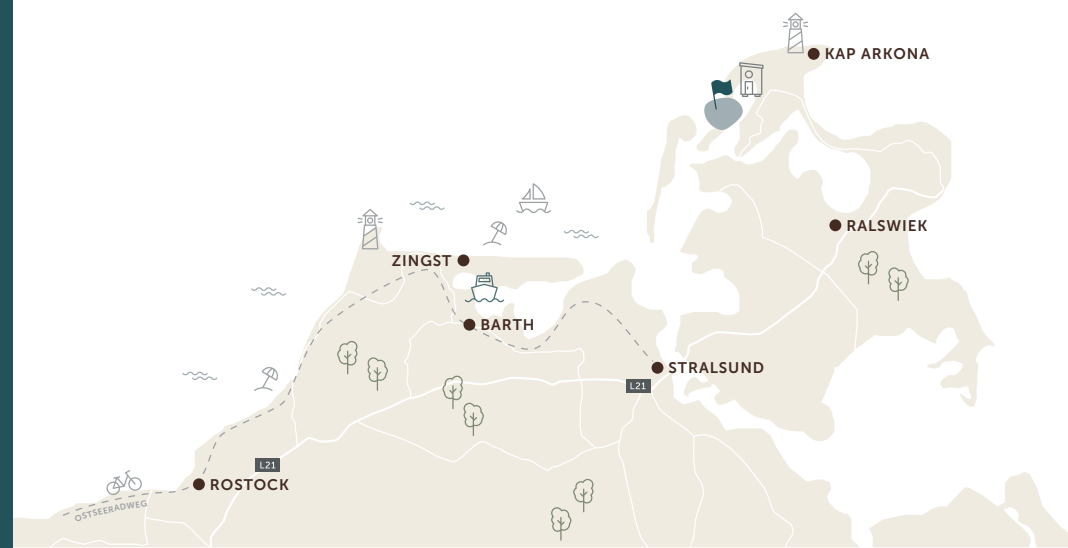 KAP ARKONA
RALSWIEK
ZINGST
BARTH
STRALSUND
L21
L21
ROSTOCK
OSTSEERADWEG